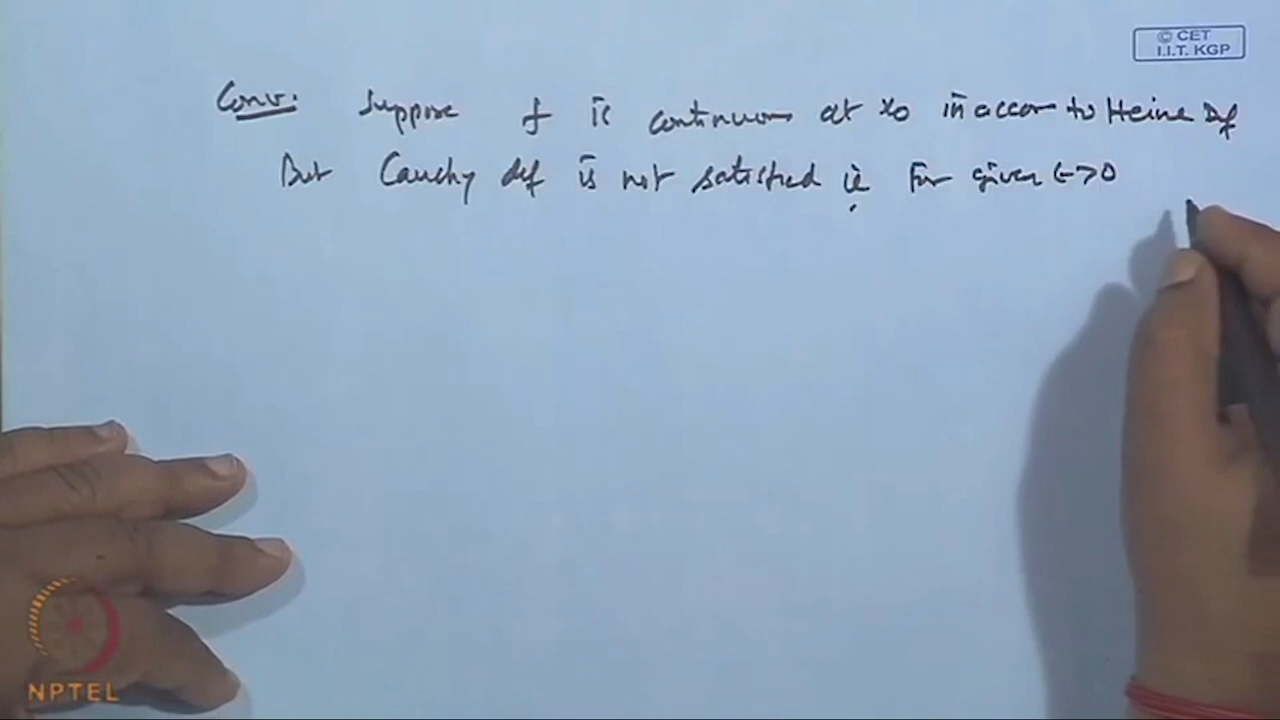 © CET
I.I.T. KGP
Conv: Suppose f is continuous at x0 in accor to Heine Def
But Cauchy def is not satisfied ie For given ε>0
NPTEL